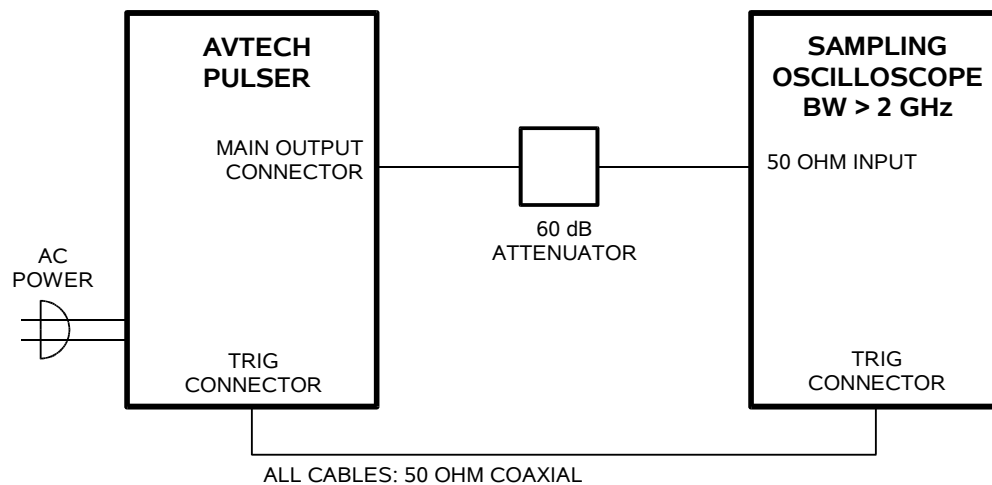 AVTECH
PULSER
MAIN OUTPUT
CONNECTOR
AC
POWER
TRIG
CONNECTOR
60 dB
ATTENUATOR
SAMPLING
OSCILLOSCOPE
BW > 2 GHz
50 OHM INPUT
TRIG
CONNECTOR
ALL CABLES: 50 OHM COAXIAL